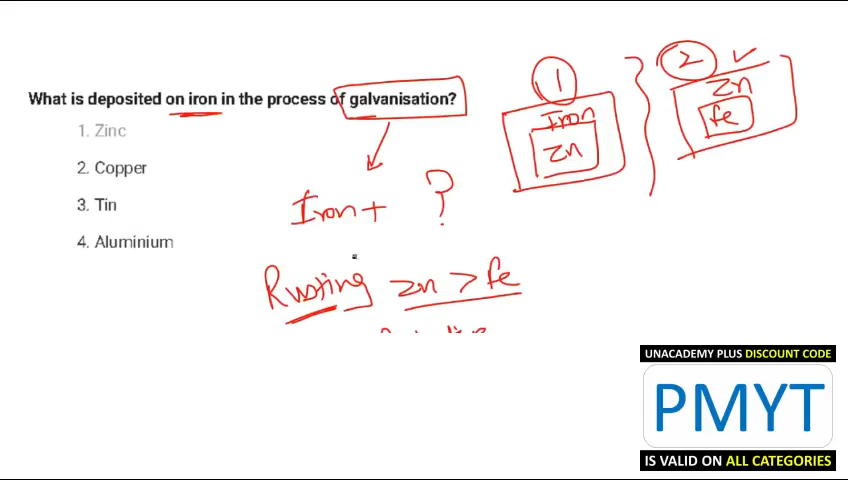 What is deposited on iron in the process of galvanisation?
1. Zinc
2. Copper
3. Tin
4. Aluminium
1
Iron
Zn
2
Zn
fe
Iron + ?
Rusting Zn > fe
UNACADEMY PLUS DISCOUNT CODE
PMYT
IS VALID ON ALL CATEGORIES